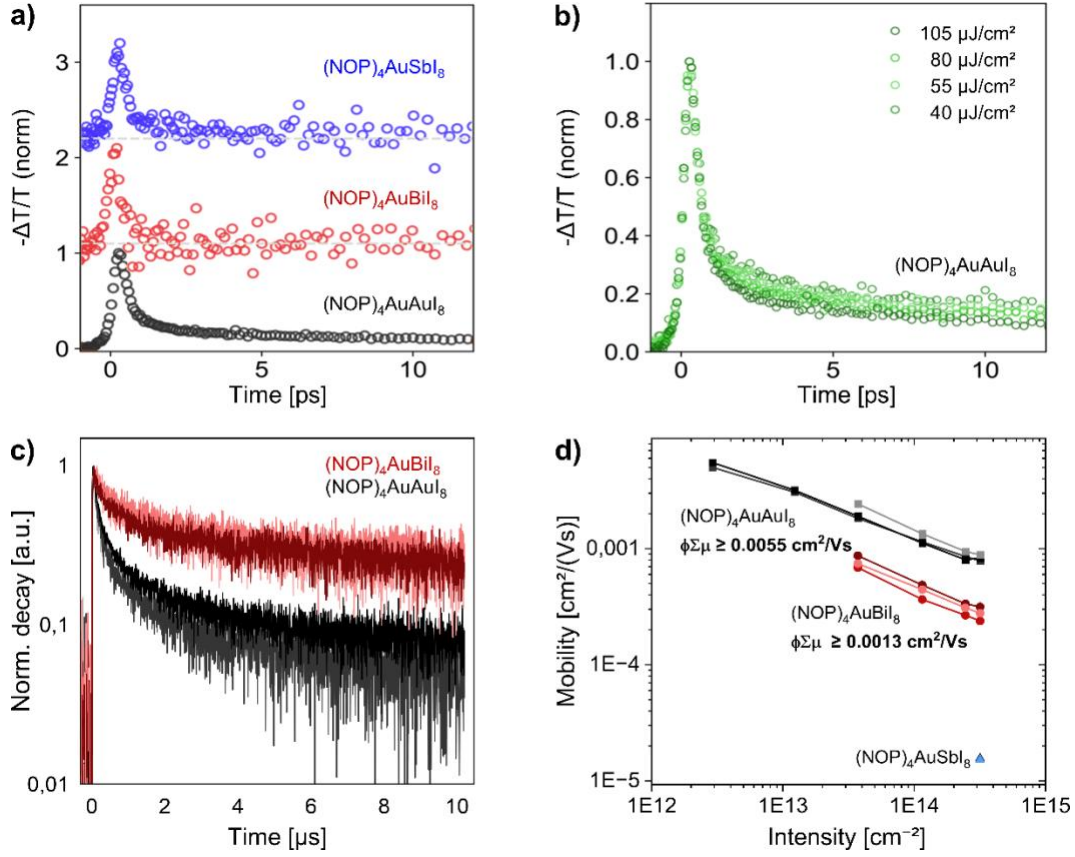 a)
-ΔT/T (norm)
3
2
1
0
(NOP)₄AuSbI₈
(NOP)₄AuBiI₈
(NOP)₄AuAuI₈
0 5 10
Time [ps]
b)
-ΔT/T (norm)
1.0
0.8
0.6
0.4
0.2
0.0
105 µJ/cm²
80 µJ/cm²
55 µJ/cm²
40 µJ/cm²
(NOP)₄AuAuI₈
0 5 10
Time [ps]
c)
Norm. decay [a.u.]
1
0,1
0,01
(NOP)₄AuBiI₈
(NOP)₄AuAuI₈
0 2 4 6 8 10
Time [µs]
d)
Mobility [cm²/(Vs)]
0,001
1E-4
1E-5
(NOP)₄AuAuI₈
ϕΣµ ≥ 0.0055 cm²/Vs
(NOP)₄AuBiI₈
ϕΣµ ≥ 0.0013 cm²/Vs
(NOP)₄AuSbI₈
1E12 1E13 1E14 1E15
Intensity [cm⁻²]